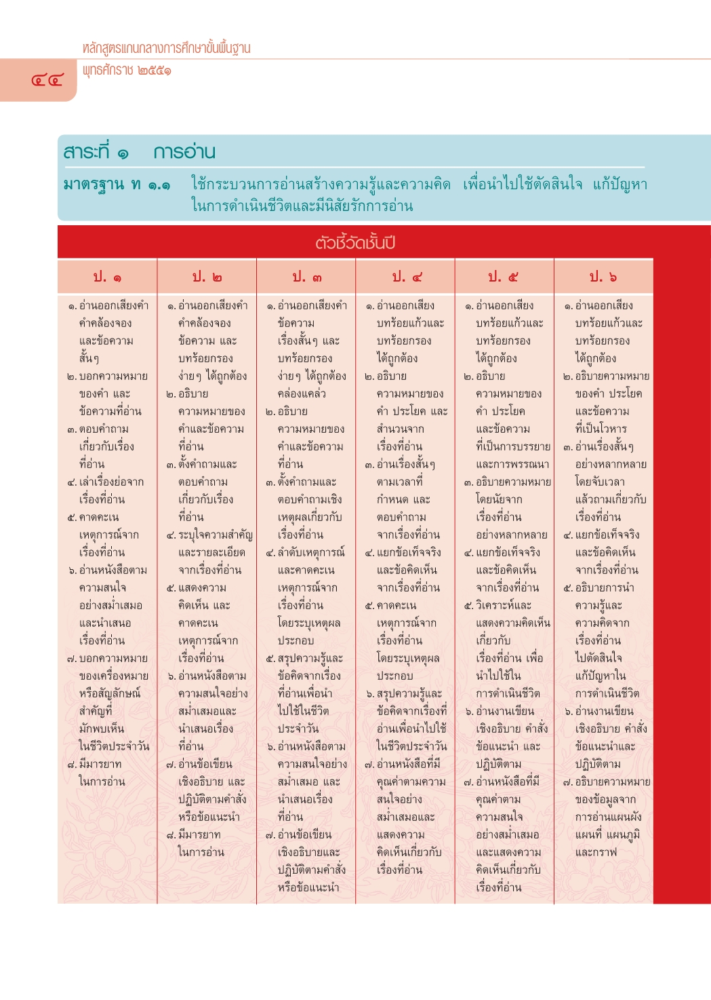 หลักสูตรแกนกลางการศึกษาขั้นพื้นฐาน
๔๔
พุทธศักราช ๒๕๕๑
สาระที่ ๑ การอ่าน
มาตรฐาน ท ๑.๑ ใช้กระบวนการอ่านสร้างความรู้และความคิด เพื่อนำไปใช้ตัดสินใจ แก้ปัญหา
ในการดำเนินชีวิตและมีนิสัยรักการอ่าน
ตัวชี้วัดชั้นปี
ป. ๑
๑. อ่านออกเสียงคำ
คำคล้องจอง
และข้อความ
สั้นๆ
๒. บอกความหมาย
ของคำ และ
ข้อความที่อ่าน
๓. ตอบคำถาม
เกี่ยวกับเรื่อง
ที่อ่าน
๔. เล่าเรื่องย่อจาก
เรื่องที่อ่าน
๕. คาดคะเน
เหตุการณ์จาก
เรื่องที่อ่าน
๖. อ่านหนังสือตาม
ความสนใจ
อย่างสม่ำเสมอ
และนำเสนอ
เรื่องที่อ่าน
๗. บอกความหมาย
ของเครื่องหมาย
หรือสัญลักษณ์
สำคัญที่
มักพบเห็น
ในชีวิตประจำวัน
๘. มีมารยาท
ในการอ่าน
ป. ๒
๑. อ่านออกเสียงคำ
คำคล้องจอง
ข้อความ และ
บทร้อยกรอง
ง่ายๆ ได้ถูกต้อง
๒. อธิบาย
ความหมายของ
คำและข้อความ
ที่อ่าน
๓. ตั้งคำถามและ
ตอบคำถาม
เกี่ยวกับเรื่อง
ที่อ่าน
๔. ระบุใจความสำคัญ
และรายละเอียด
จากเรื่องที่อ่าน
๕. แสดงความ
คิดเห็น และ
คาดคะเน
เหตุการณ์จาก
เรื่องที่อ่าน
๖. อ่านหนังสือตาม
ความสนใจอย่าง
สม่ำเสมอและ
นำเสนอเรื่อง
ที่อ่าน
๗. อ่านข้อเขียน
เชิงอธิบาย และ
ปฏิบัติตามคำสั่ง
หรือข้อแนะนำ
๘. มีมารยาท
ในการอ่าน
ป. ๓
๑. อ่านออกเสียงคำ
ข้อความ
เรื่องสั้นๆ และ
บทร้อยกรอง
ง่ายๆ ได้ถูกต้อง
คล่องแคล่ว
๒. อธิบาย
ความหมายของ
คำและข้อความ
ที่อ่าน
๓. ตั้งคำถามและ
ตอบคำถามเชิง
เหตุผลเกี่ยวกับ
เรื่องที่อ่าน
๔. ลำดับเหตุการณ์
และคาดคะเน
เหตุการณ์จาก
เรื่องที่อ่าน
โดยระบุเหตุผล
ประกอบ
๕. สรุปความรู้และ
ข้อคิดจากเรื่อง
ที่อ่านเพื่อนำ
ไปใช้ในชีวิต
ประจำวัน
๖. อ่านหนังสือตาม
ความสนใจอย่าง
สม่ำเสมอ และ
นำเสนอเรื่อง
ที่อ่าน
๗. อ่านข้อเขียน
เชิงอธิบายและ
ปฏิบัติตามคำสั่ง
หรือข้อแนะนำ
ป. ๔
๑. อ่านออกเสียง
บทร้อยแก้วและ
บทร้อยกรอง
ได้ถูกต้อง
๒. อธิบาย
ความหมายของ
คำ ประโยค และ
สำนวนจาก
เรื่องที่อ่าน
๓. อ่านเรื่องสั้นๆ
ตามเวลาที่
กำหนด และ
ตอบคำถาม
จากเรื่องที่อ่าน
๔. แยกข้อเท็จจริง
และข้อคิดเห็น
จากเรื่องที่อ่าน
๕. คาดคะเน
เหตุการณ์จาก
เรื่องที่อ่าน
โดยระบุเหตุผล
ประกอบ
๖. สรุปความรู้และ
ข้อคิดจากเรื่องที่
อ่านเพื่อนำไปใช้
ในชีวิตประจำวัน
๗. อ่านหนังสือที่มี
คุณค่าตามความ
สนใจอย่าง
สม่ำเสมอและ
แสดงความ
คิดเห็นเกี่ยวกับ
เรื่องที่อ่าน
ป. ๕
๑. อ่านออกเสียง
บทร้อยแก้วและ
บทร้อยกรอง
ได้ถูกต้อง
๒. อธิบาย
ความหมายของ
คำ ประโยค
และข้อความ
ที่เป็นการบรรยาย
และการพรรณนา
๓. อธิบายความหมาย
โดยนัยจาก
เรื่องที่อ่าน
อย่างหลากหลาย
๔. แยกข้อเท็จจริง
และข้อคิดเห็น
จากเรื่องที่อ่าน
๕. วิเคราะห์และ
แสดงความคิดเห็น
เกี่ยวกับ
เรื่องที่อ่าน เพื่อ
นำไปใช้ใน
การดำเนินชีวิต
๖. อ่านงานเขียน
เชิงอธิบาย คำสั่ง
ข้อแนะนำ และ
ปฏิบัติตาม
๗. อ่านหนังสือที่มี
คุณค่าตาม
ความสนใจ
อย่างสม่ำเสมอ
และแสดงความ
คิดเห็นเกี่ยวกับ
เรื่องที่อ่าน
ป. ๖
๑. อ่านออกเสียง
บทร้อยแก้วและ
บทร้อยกรอง
ได้ถูกต้อง
๒. อธิบายความหมาย
ของคำ ประโยค
และข้อความ
ที่เป็นโวหาร
๓. อ่านเรื่องสั้นๆ
อย่างหลากหลาย
โดยจับเวลา
แล้วถามเกี่ยวกับ
เรื่องที่อ่าน
๔. แยกข้อเท็จจริง
และข้อคิดเห็น
จากเรื่องที่อ่าน
๕. อธิบายการนำ
ความรู้และ
ความคิดจาก
เรื่องที่อ่าน
ไปตัดสินใจ
แก้ปัญหาใน
การดำเนินชีวิต
๖. อ่านงานเขียน
เชิงอธิบาย คำสั่ง
ข้อแนะนำและ
ปฏิบัติตาม
๗. อธิบายความหมาย
ของข้อมูลจาก
การอ่านแผนผัง
แผนที่ แผนภูมิ
และกราฟ